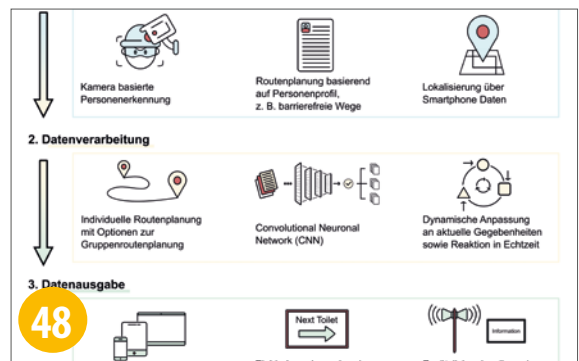 Kamera basierte
Personenerkennung
Routenplanung basierend
auf Personenprofil,
z. B. barrierefreie Wege
Lokalisierung über
Smartphone Daten
2. Datenverarbeitung
Individuelle Routenplanung
mit Optionen zur
Gruppenroutenplanung
Convolutional Neuronal
Network (CNN)
Dynamische Anpassung
an aktuelle Gegebenheiten
sowie Reaktion in Echtzeit
3. Datenausgabe
48
Next Toilet
Information